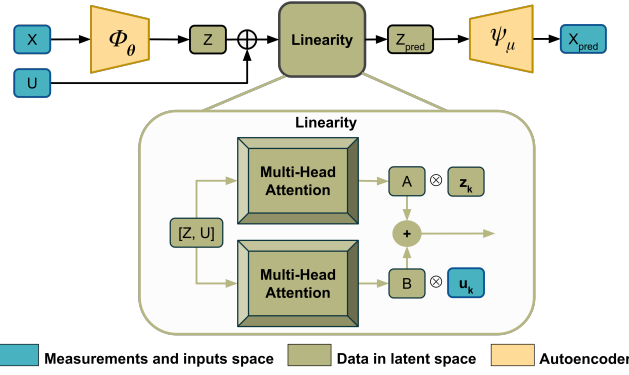 X
Φθ
Z
Linearity
Zpred
ψμ
Xpred
U
Linearity
Multi-Head
Attention
A ⊗ zk
[Z, U]
+
Multi-Head
Attention
B ⊗ uk
Measurements and inputs space
Data in latent space
Autoencoder